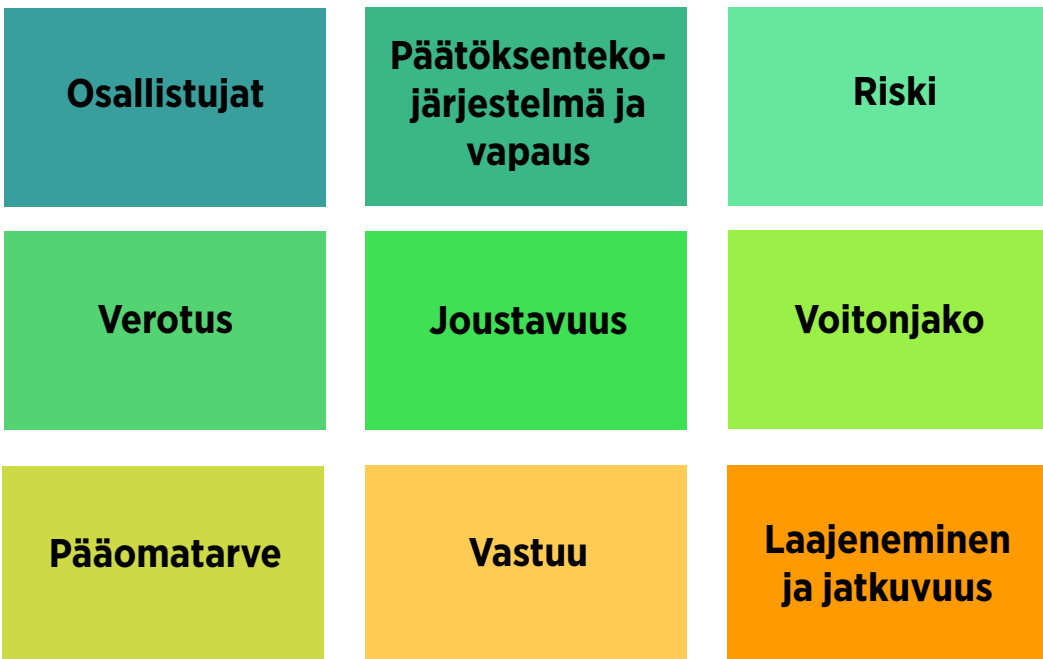 Osallistujat
Päätöksenteko-
järjestelmä ja
vapaus
Riski
Verotus
Joustavuus
Voitonjako
Pääomatarve
Vastuu
Laajeneminen
ja jatkuvuus